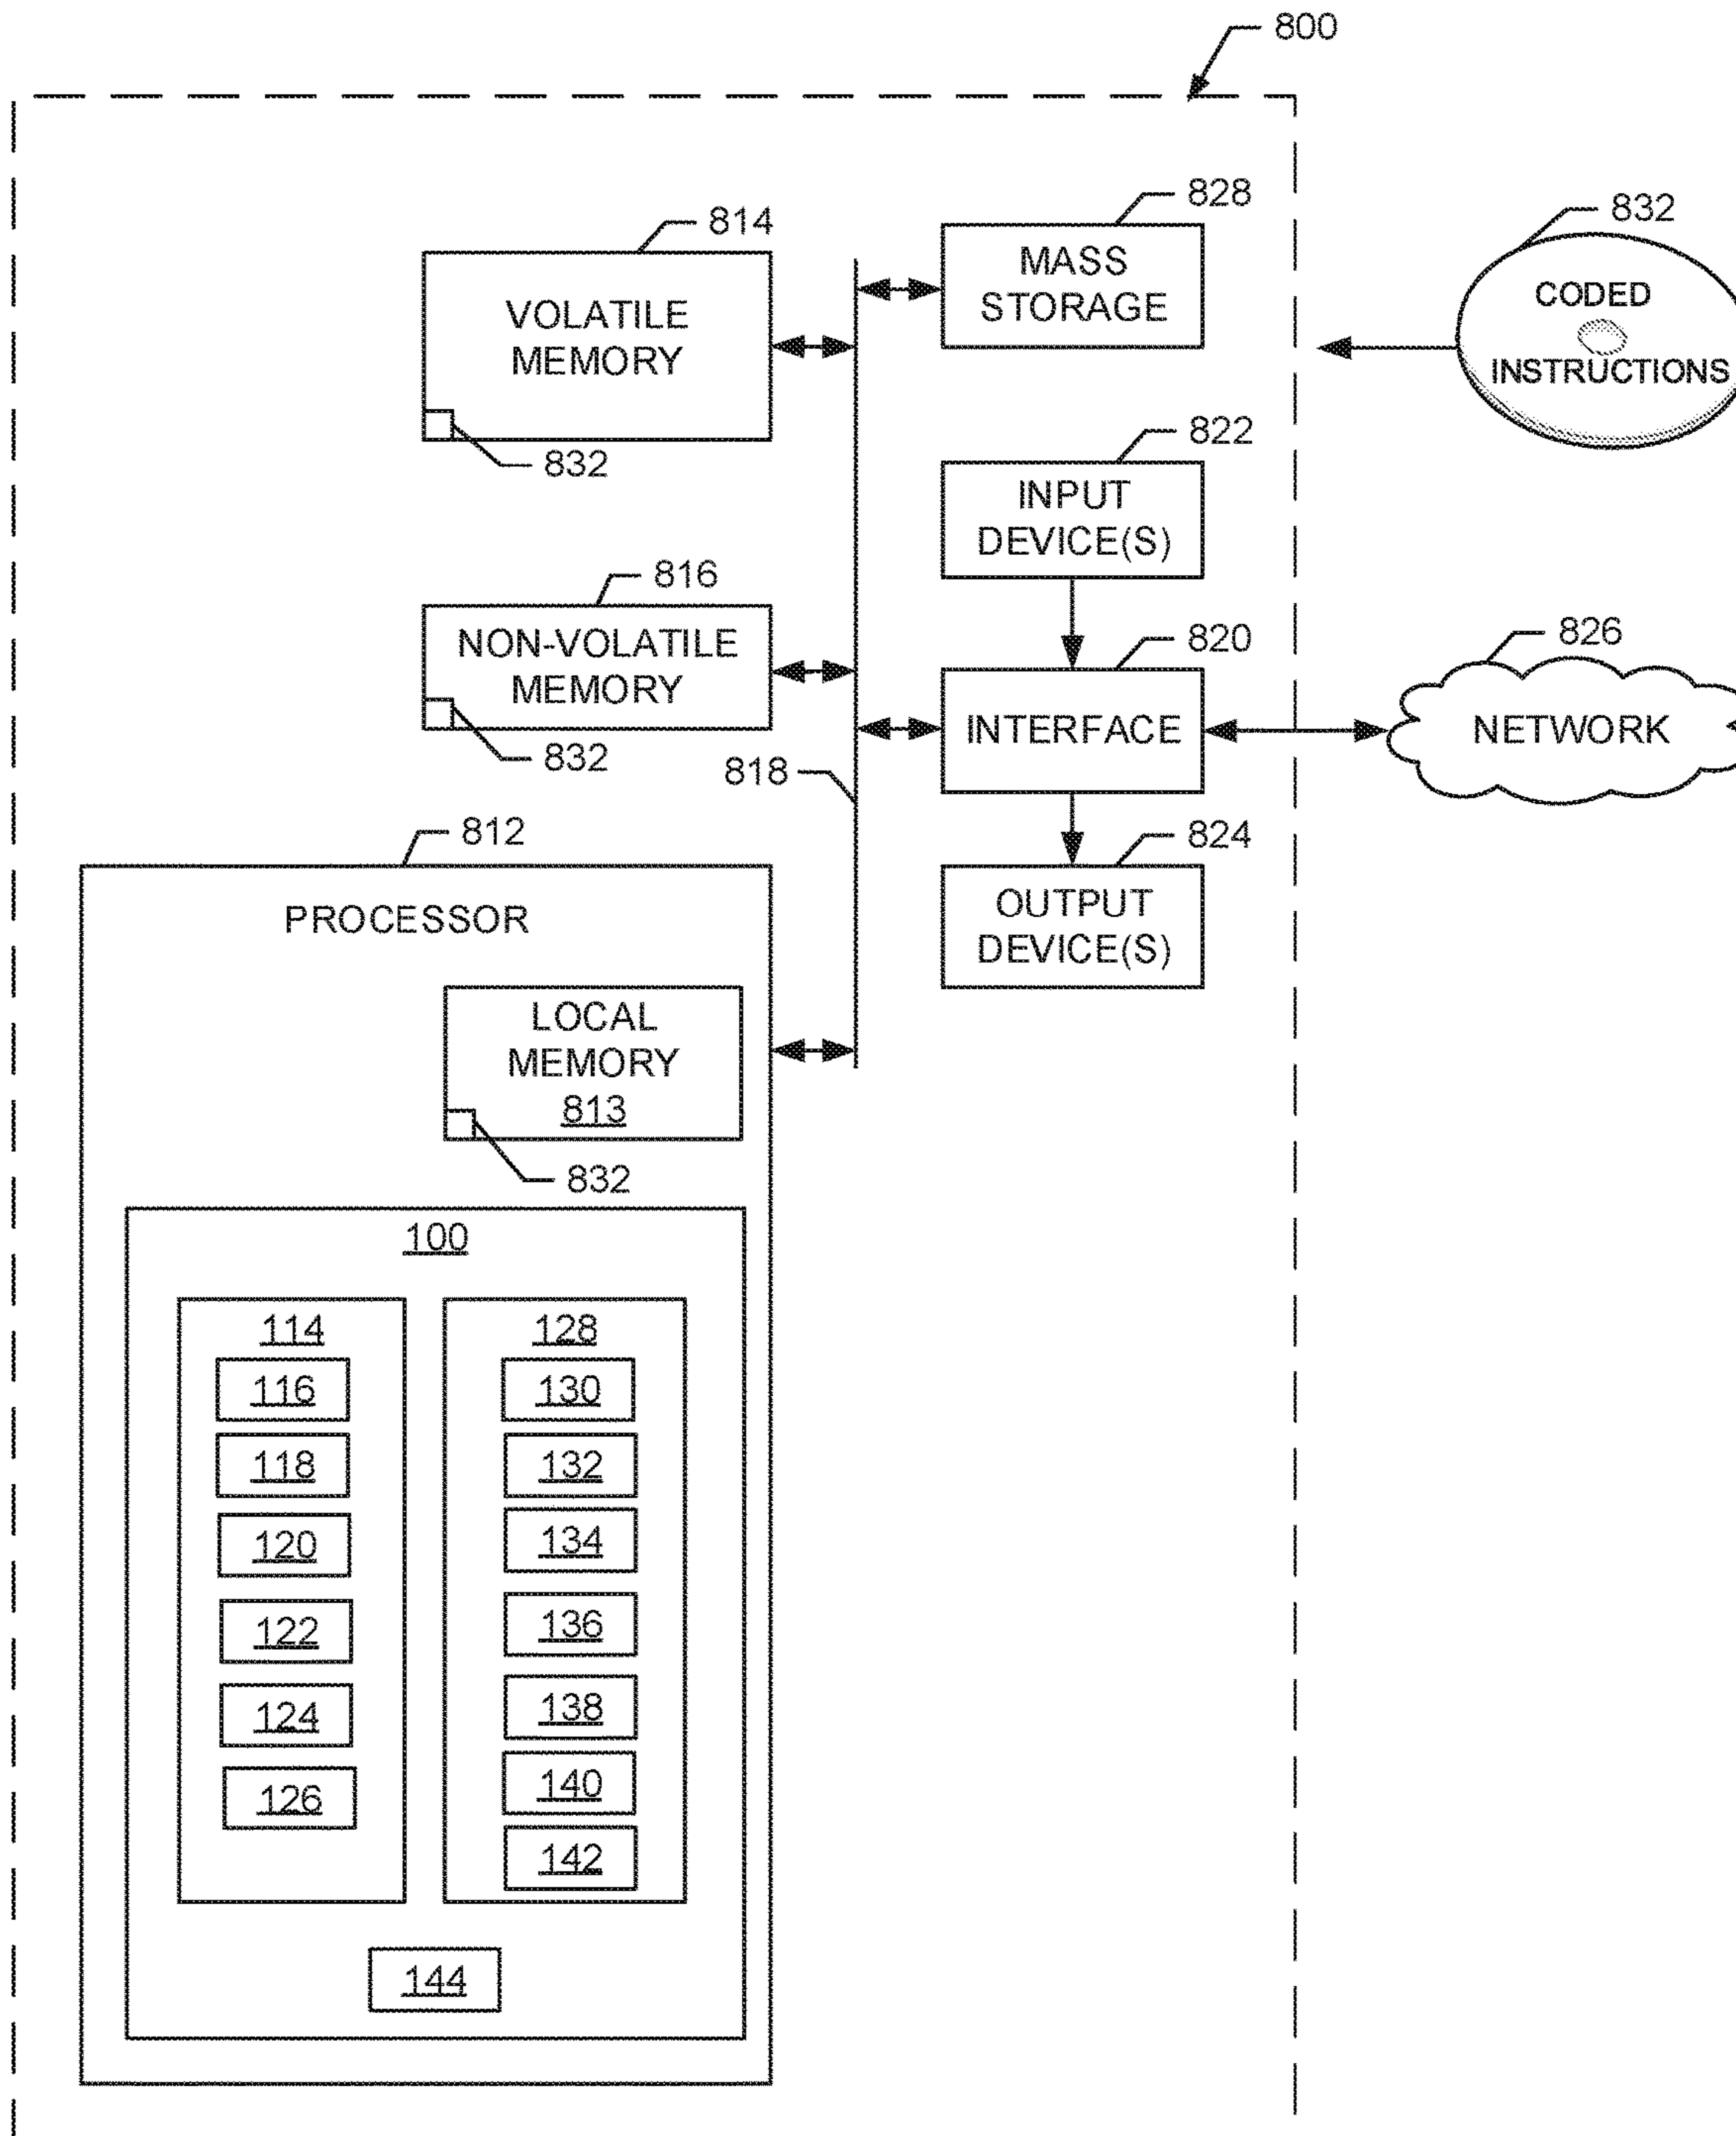 800
814
828
832
VOLATILE
MEMORY
MASS
STORAGE
CODED
INSTRUCTIONS
832
822
INPUT
DEVICE(S)
816
NON-VOLATILE
MEMORY
832
820
INTERFACE
826
NETWORK
818
824
OUTPUT
DEVICE(S)
812
PROCESSOR
LOCAL
MEMORY
813
832
100
114
116
118
120
122
124
126
128
130
132
134
136
138
140
142
144